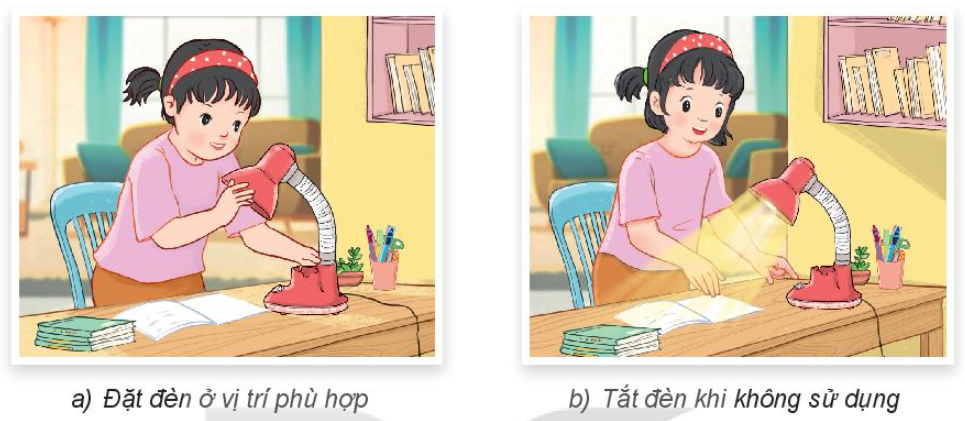 a) Đặt đèn ở vị trí phù hợp
b) Tắt đèn khi không sử dụng